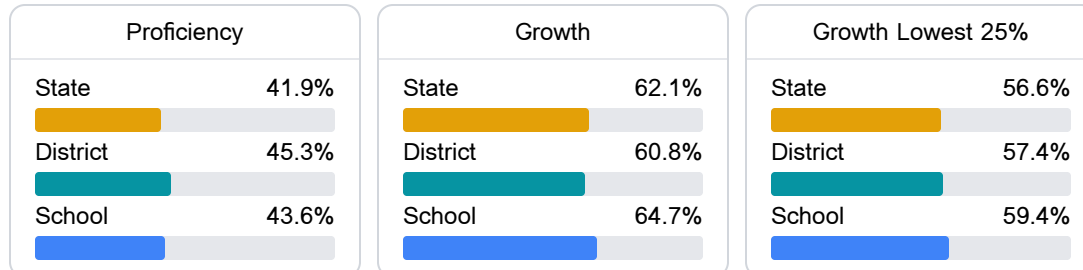 Proficiency
State 41.9%
District 45.3%
School 43.6%
Growth
State 62.1%
District 60.8%
School 64.7%
Growth Lowest 25%
State 56.6%
District 57.4%
School 59.4%